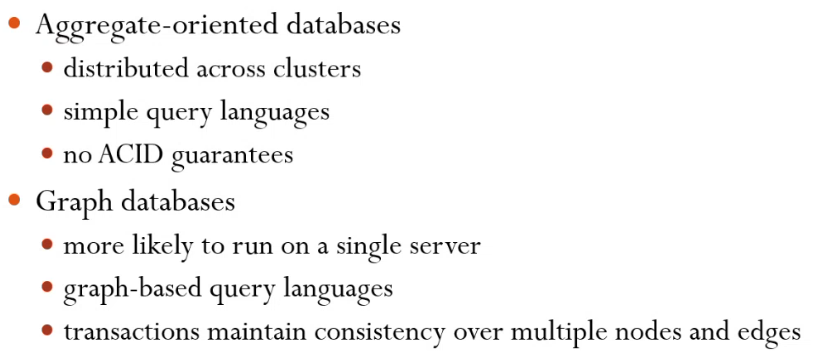 Aggregate-oriented databases
distributed across clusters
simple query languages
no ACID guarantees
Graph databases
more likely to run on a single server
graph-based query languages
transactions maintain consistency over multiple nodes and edges